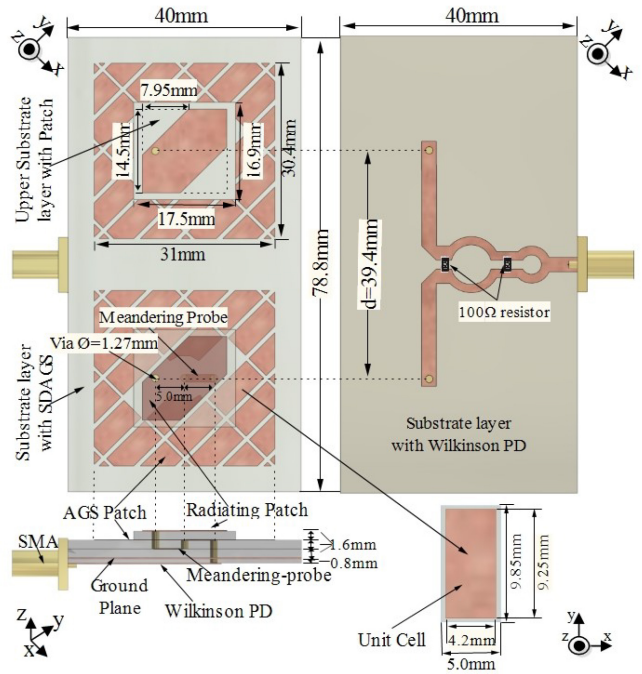 40mm
40mm
z
y
x
z
y
x
7.95mm
Upper Substrate
layer with Patch
14.5mm
16.9mm
30.4mm
17.5mm
31mm
78.8mm
d=39.4mm
100Ω resistor
Meandering Probe
Via Ø=1.27mm
5.0mm
Substrate layer
with SDAGS
Substrate layer
with Wilkinson PD
AGS Patch
Radiating Patch
SMA
1.6mm
0.8mm
Meandering-probe
Ground
Plane
Wilkinson PD
z
y
x
Unit Cell
9.85mm
9.25mm
4.2mm
5.0mm
y
z
x